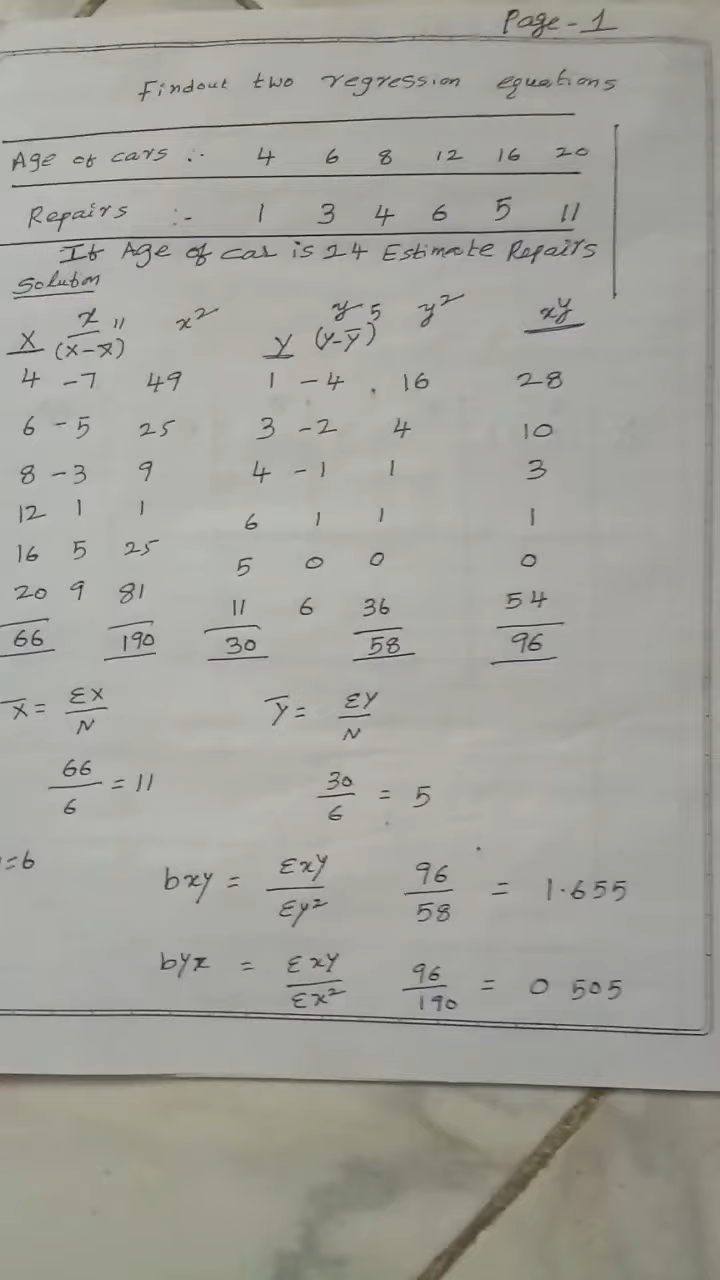 Page - 1
Findout two regression equations
Age of cars :- 4 6 8 12 16 20
Repairs :- 1 3 4 6 5 11
If Age of car is 24 Estimate Repairs
Solution
x 11 x² y 5 y² xy
X (X-x̄) Y (Y-ȳ)
4 -7 49 1 -4 . 16 28
6 -5 25 3 -2 4 10
8 -3 9 4 -1 1 3
12 1 1 6 1 1 1
16 5 25 5 0 0 0
20 9 81 11 6 36 54
66 190 30 58 96
X̄ = ΣX/N Ȳ = ΣY/N
66/6 = 11 30/6 = 5
=6
bxy = Σxy/Σy² 96/58 = 1.655
byx = Σxy/Σx² 96/190 = 0 505